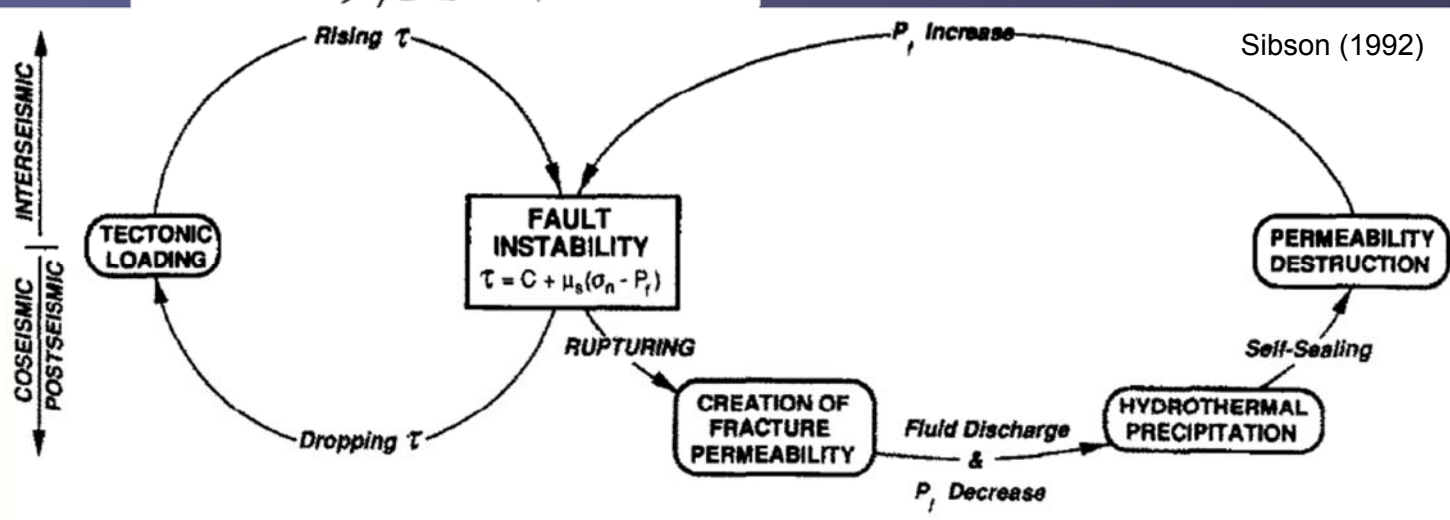 Rising τ
P_f Increase
Sibson (1992)
INTERSEISMIC
COSEISMIC
POSTSEISMIC
TECTONIC
LOADING
FAULT
INSTABILITY
τ = C + μ_s(σ_n - P_f)
PERMEABILITY
DESTRUCTION
RUPTURING
Self-Sealing
Dropping τ
CREATION OF
FRACTURE
PERMEABILITY
Fluid Discharge
&
P_f Decrease
HYDROTHERMAL
PRECIPITATION